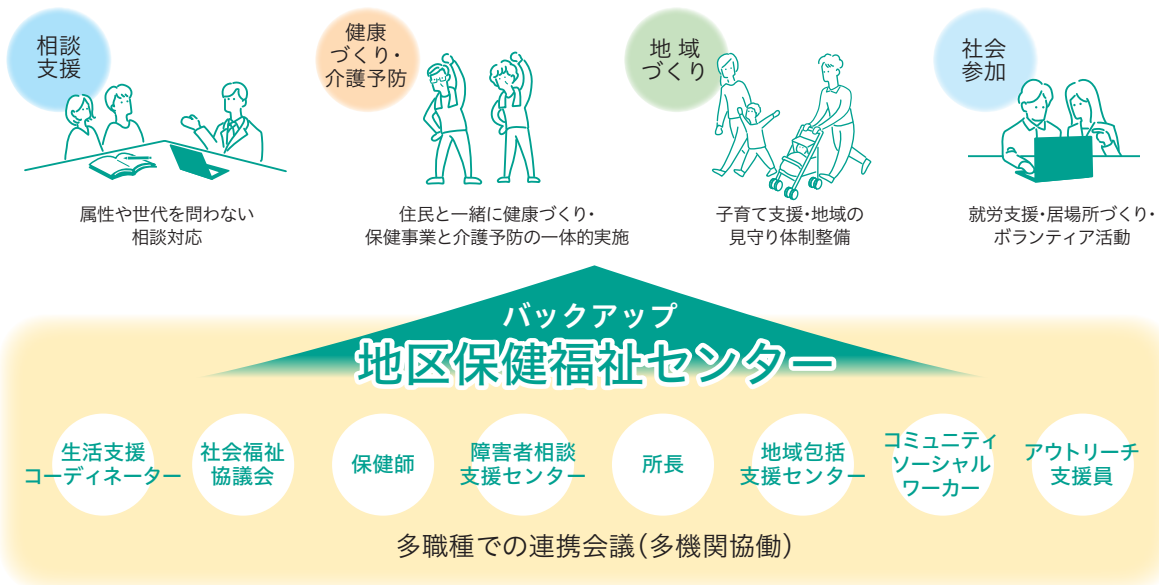 相談
支援
健康
づくり・
介護予防
地域
づくり
社会
参加
属性や世代を問わない
相談対応
住民と一緒に健康づくり・
保健事業と介護予防の一体的実施
子育て支援・地域の
見守り体制整備
就労支援・居場所づくり・
ボランティア活動
バックアップ
地区保健福祉センター
生活支援
コーディネーター
社会福祉
協議会
保健師
障害者相談
支援センター
所長
地域包括
支援センター
コミュニティ
ソーシャル
ワーカー
アウトリーチ
支援員
多職種での連携会議(多機関協働)